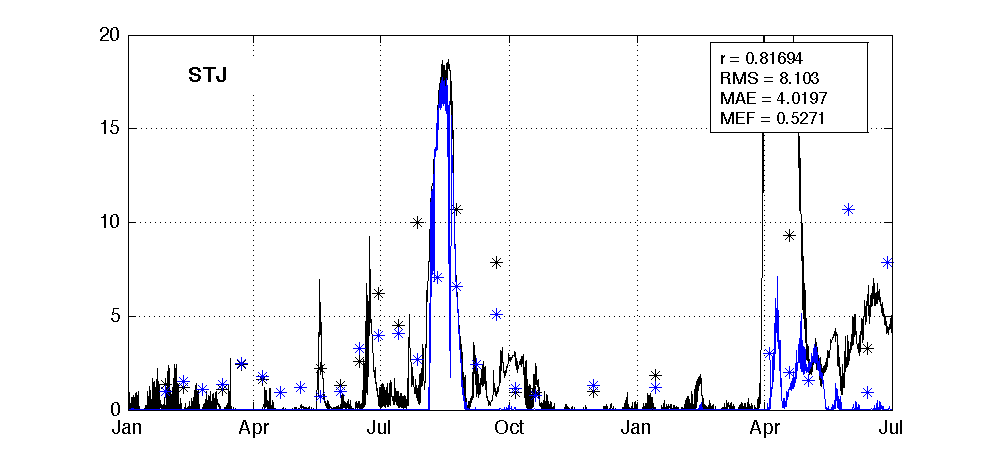 20
STJ
r = 0.81694
RMS = 8.103
MAE = 4.0197
MEF = 0.5271
15
10
5
0
Jan Apr Jul Oct Jan Apr Jul